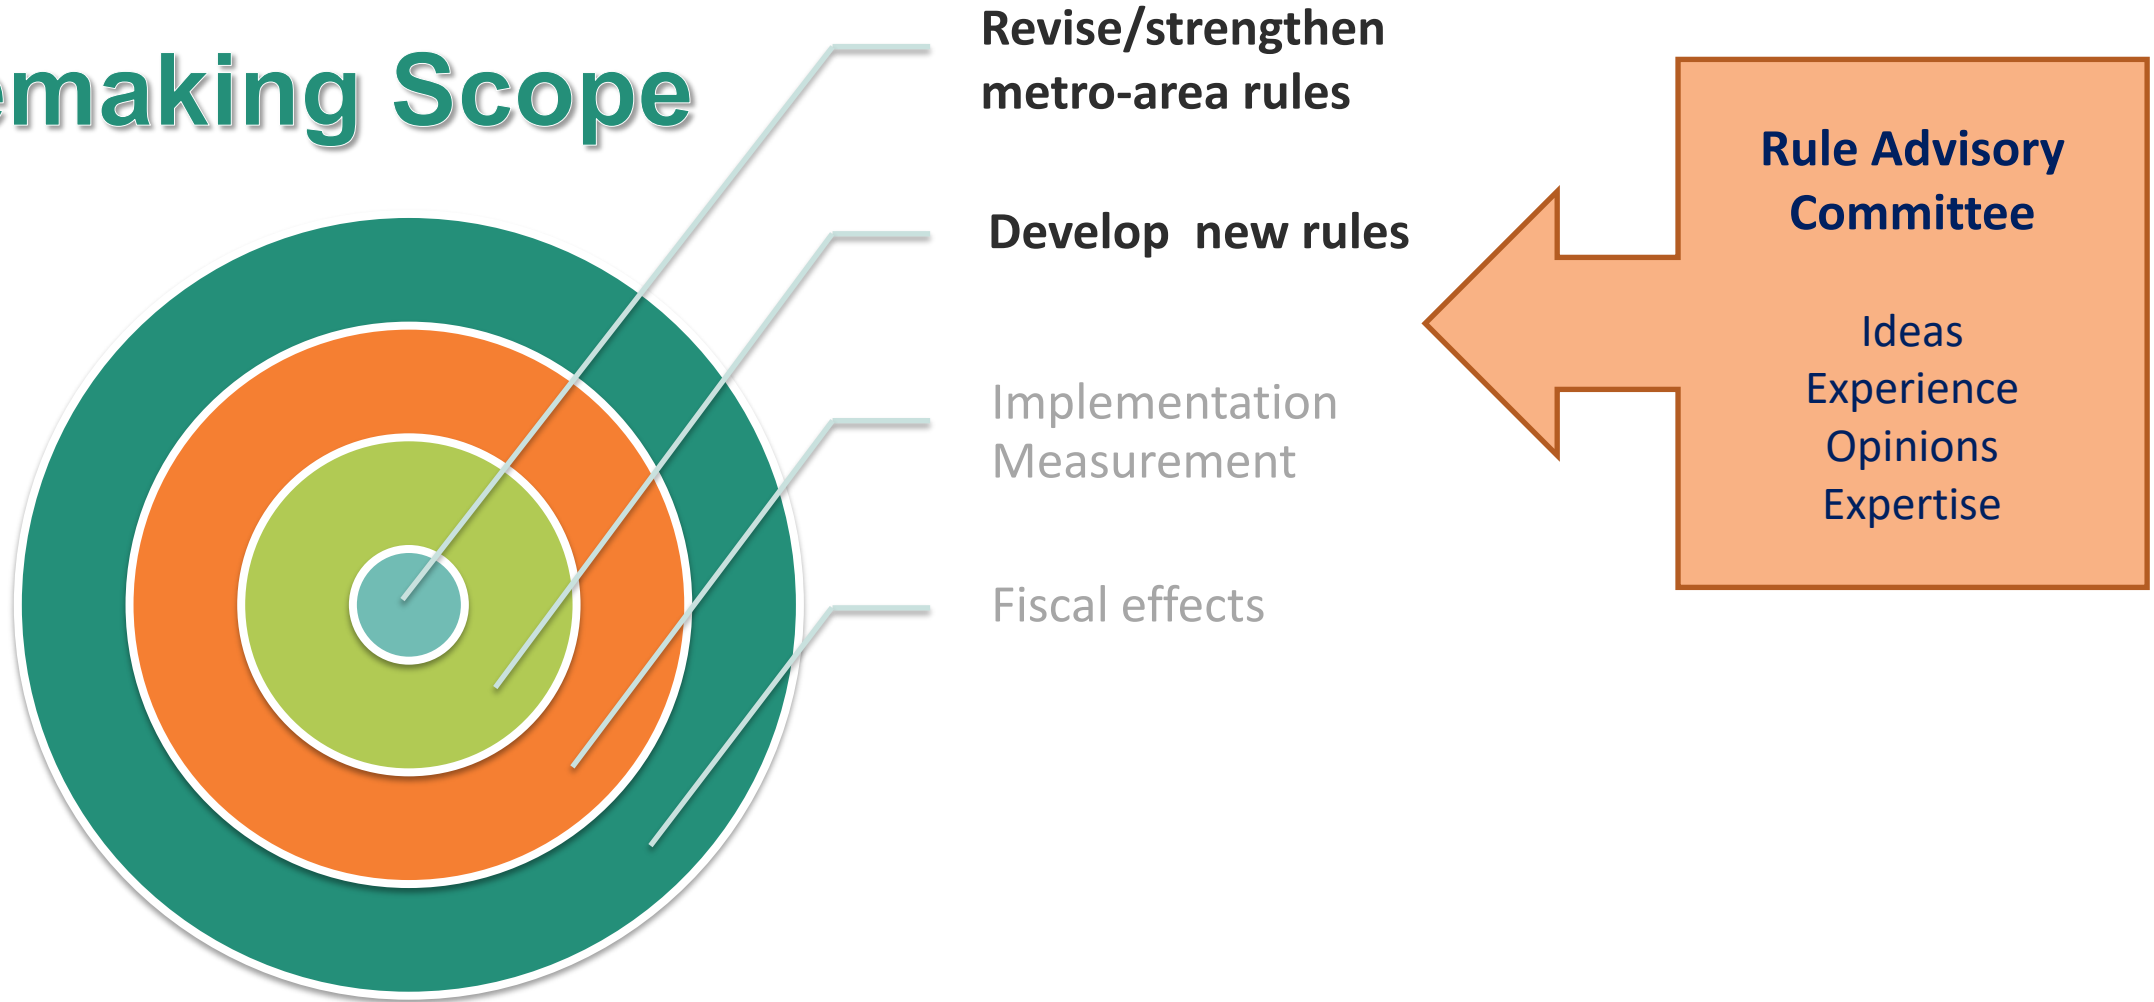 emaking Scope
Revise/strengthen
metro-area rules
Develop  new rules
Implementation
Measurement
Fiscal effects
Rule Advisory
Committee
Ideas
Experience
Opinions
Expertise